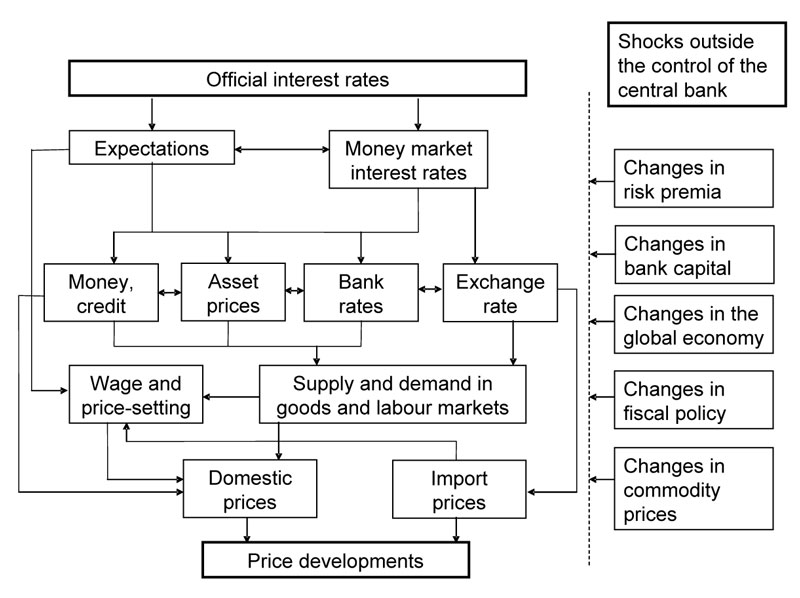 Official interest rates
Shocks outside
the control of the
central bank
Expectations
Money market
interest rates
Changes in
risk premia
Changes in
bank capital
Money,
credit
Asset
prices
Bank
rates
Exchange
rate
Changes in the
global economy
Wage and
price-setting
Supply and demand in
goods and labour markets
Changes in
fiscal policy
Domestic
prices
Import
prices
Changes in
commodity
prices
Price developments